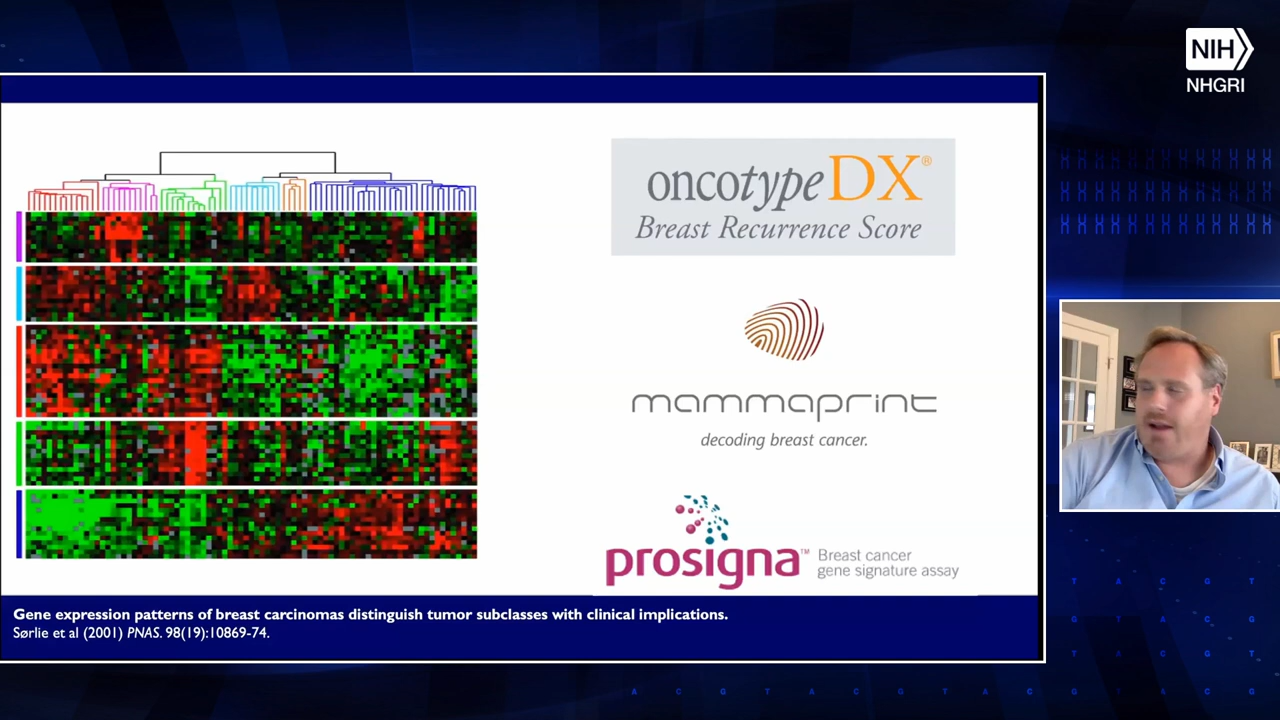 NIH
NHGRI
oncotypeDX®
Breast Recurrence Score
mammaprint
decoding breast cancer.
prosigna™ Breast cancer
gene signature assay
Gene expression patterns of breast carcinomas distinguish tumor subclasses with clinical implications.
Sørlie et al (2001) PNAS. 98(19):10869-74.
T A C G T
G T A C G
T A C G T
G T A C G
A C G T A C G T A C G T A C G